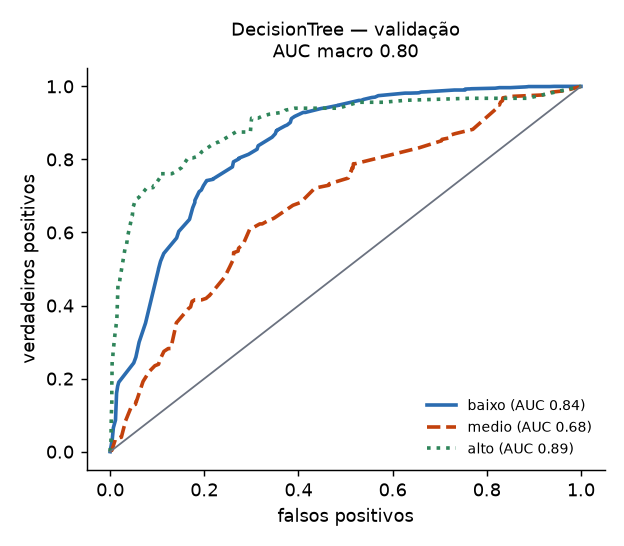 DecisionTree — validação
AUC macro 0.80
verdadeiros positivos
1.0
0.8
0.6
0.4
0.2
0.0
0.0 0.2 0.4 0.6 0.8 1.0
falsos positivos
baixo (AUC 0.84)
medio (AUC 0.68)
alto (AUC 0.89)